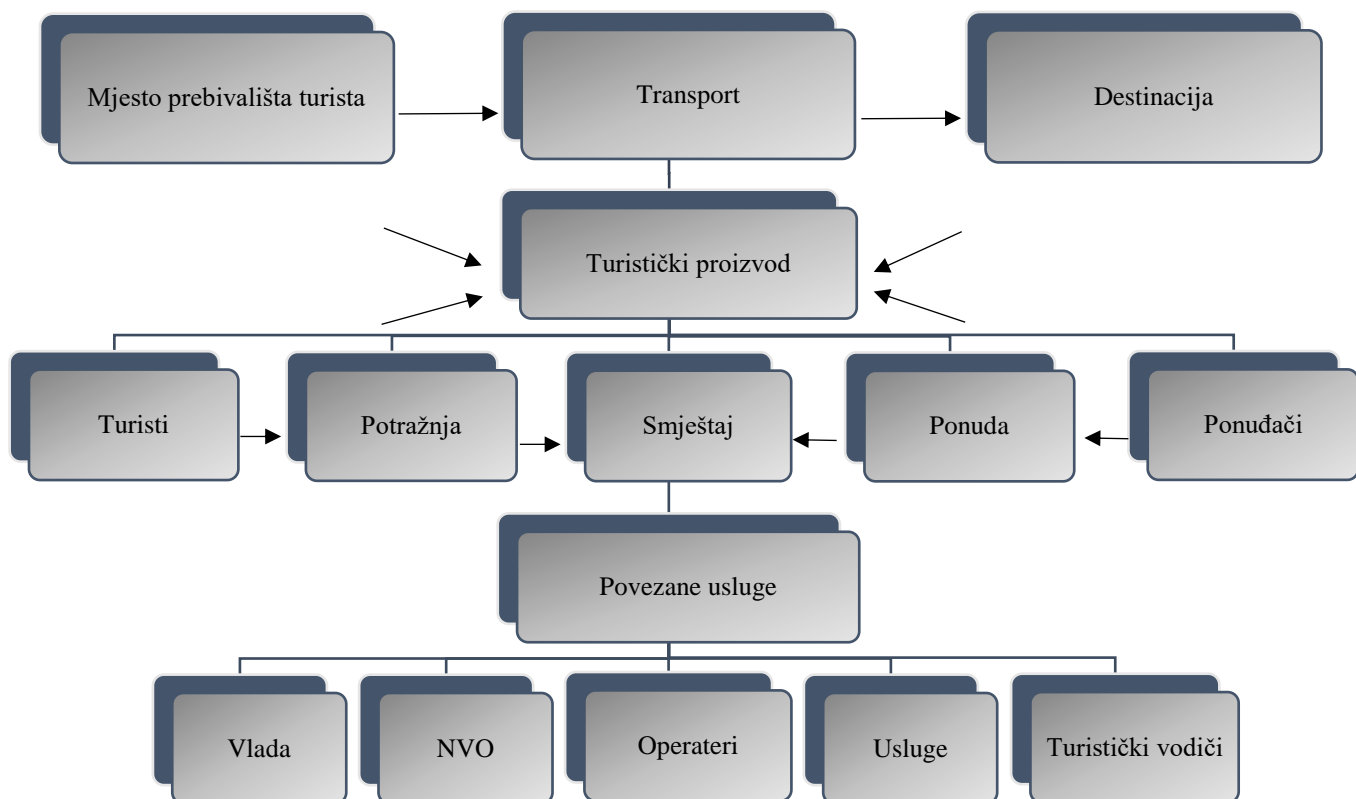 Mjesto prebivališta turista
Transport
Destinacija
Turistički proizvod
Turisti
Potražnja
Smještaj
Ponuda
Ponuđači
Povezane usluge
Vlada
NVO
Operateri
Usluge
Turistički vodiči